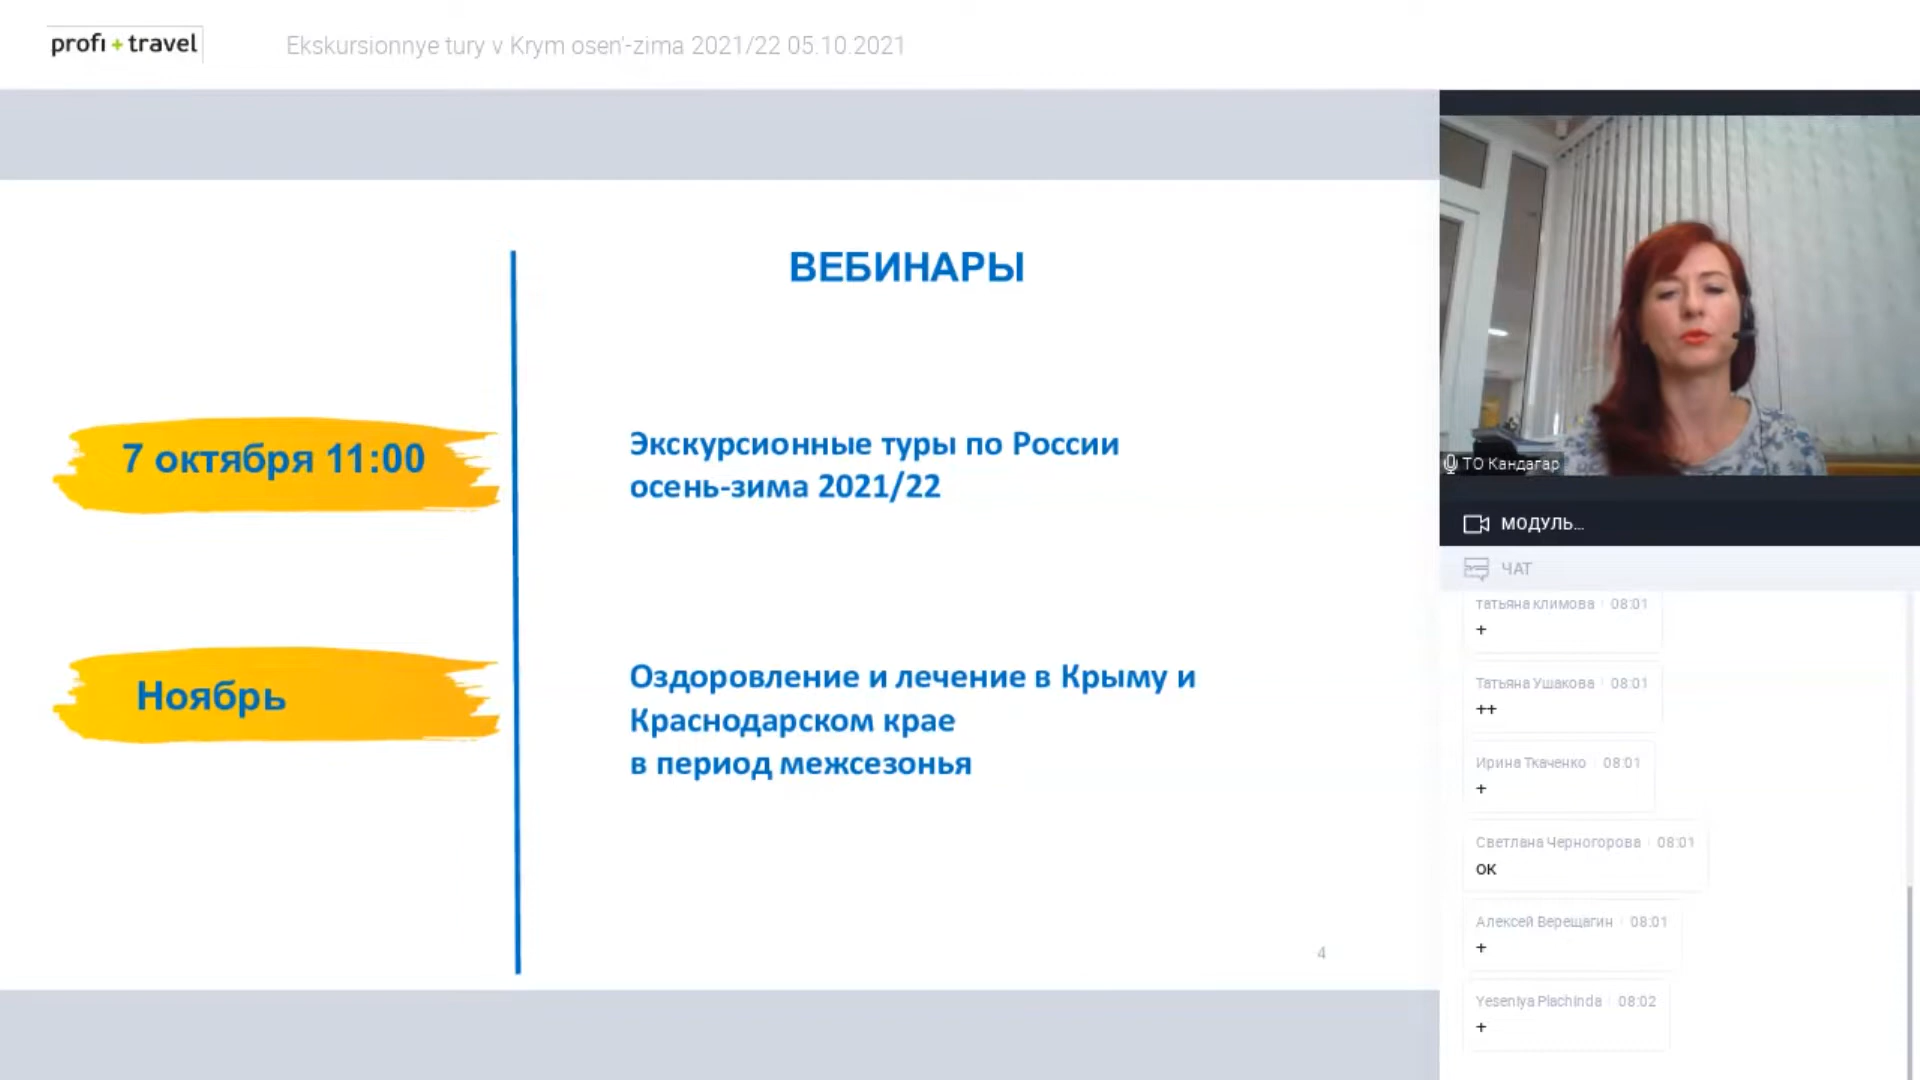 profi + travel
Ekskursionnye tury v Krym osen'-zima 2021/22 05.10.2021
ВЕБИНАРЫ
7 октября 11:00
Экскурсионные туры по России
осень-зима 2021/22
Ноябрь
Оздоровление и лечение в Крыму и
Краснодарском крае
в период межсезонья
4
ТО Кандагар
МОДУЛЬ...
ЧАТ
татьяна климова 08:01
+
Татьяна Ушакова 08:01
++
Ирина Ткаченко 08:01
+
Светлана Черногорова 08:01
ок
Алексей Верещагин 08:01
+
Yeseniya Plachinda 08:02
+